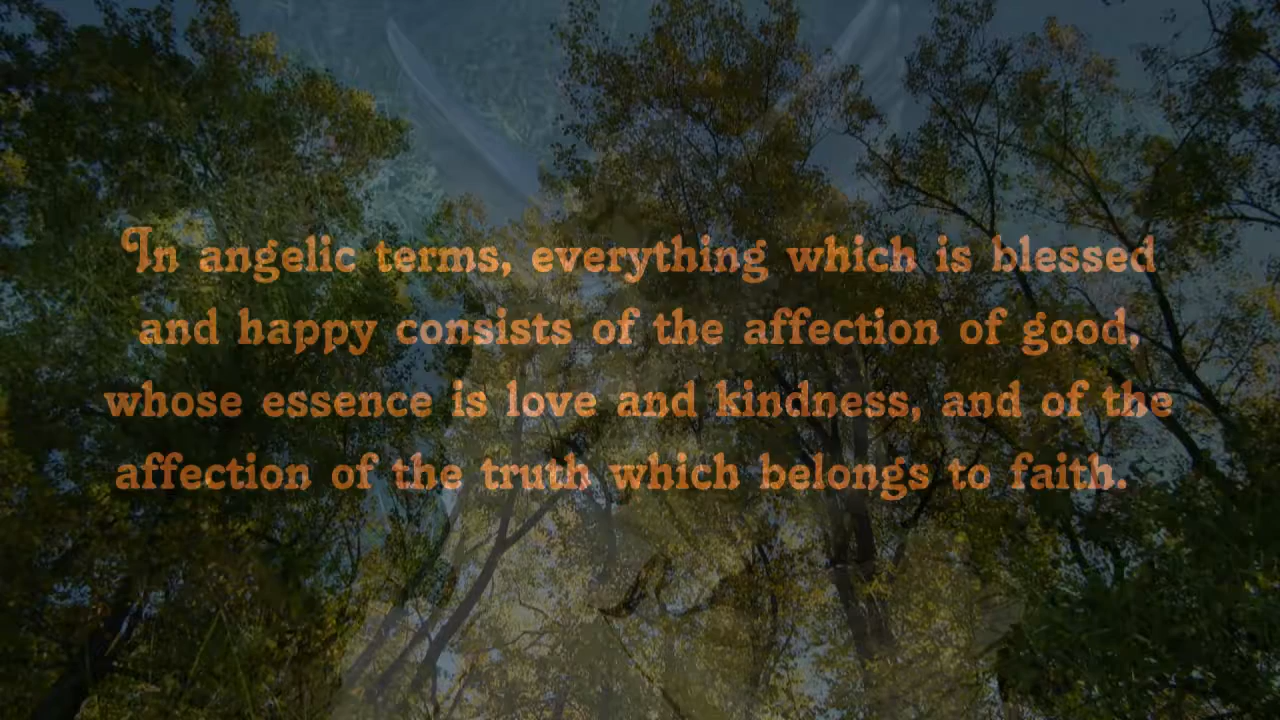 In angelic terms, everything which is blessed
and happy consists of the affection of good,
whose essence is love and kindness, and of the
affection of the truth which belongs to faith.